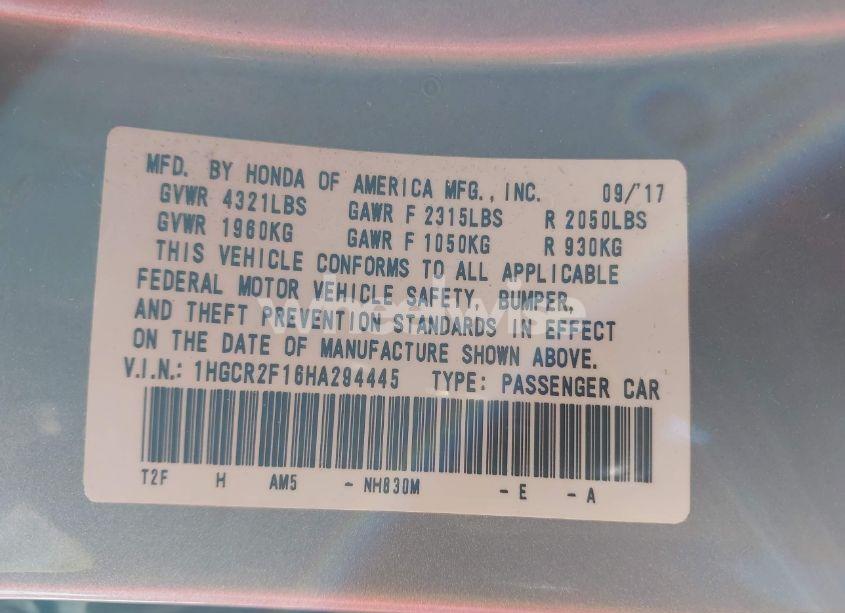 MFD. BY HONDA OF AMERICA MFG., INC. 09/'17
GVWR 4321LBS GAWR F 2315LBS R 2050LBS
GVWR 1960KG GAWR F 1050KG R 930KG
THIS VEHICLE CONFORMS TO ALL APPLICABLE
FEDERAL MOTOR VEHICLE SAFETY, BUMPER,
AND THEFT PREVENTION STANDARDS IN EFFECT
ON THE DATE OF MANUFACTURE SHOWN ABOVE.
V.I.N.: 1HGCR2F16HA294445 TYPE: PASSENGER CAR
T2F H AM5 - NH830M - E - A
wheelwise